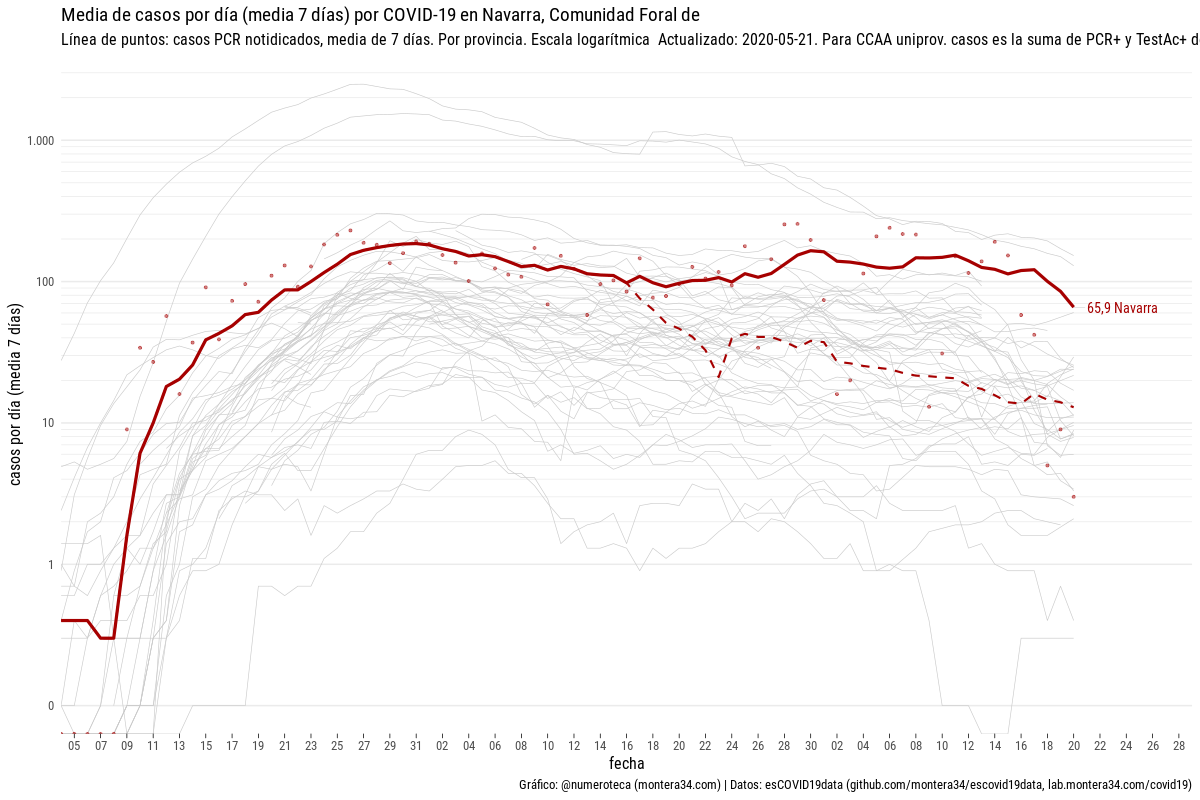 Media de casos por día (media 7 días) por COVID-19 en Navarra, Comunidad Foral de
Línea de puntos: casos PCR notidicados, media de 7 días. Por provincia. Escala logarítmica  Actualizado: 2020-05-21. Para CCAA uniprov. casos es la suma de PCR+ y TestAc+ d
casos por día (media 7 días)
1.000
100
10
1
0
65,9 Navarra
05 07 09 11 13 15 17 19 21 23 25 27 29 31 02 04 06 08 10 12 14 16 18 20 22 24 26 28 30 02 04 06 08 10 12 14 16 18 20 22 24 26 28
fecha
Gráfico: @numeroteca (montera34.com) | Datos: esCOVID19data (github.com/montera34/escovid19data, lab.montera34.com/covid19)